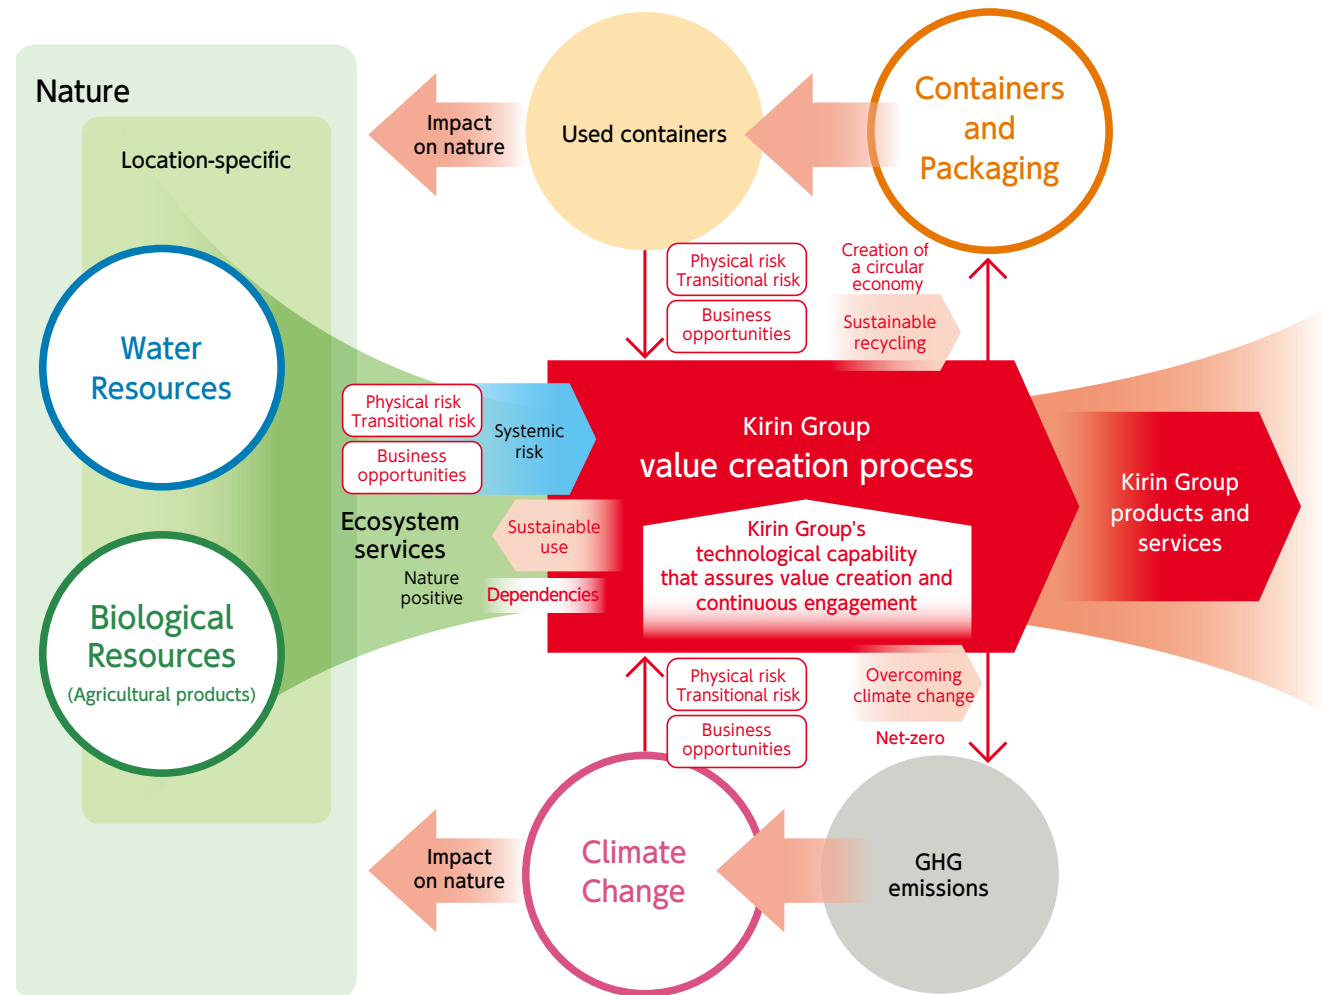 Nature
Location-specific
Water
Resources
Biological
Resources
(Agricultural products)
Impact
on nature
Used containers
Containers
and
Packaging
Physical risk
Transitional risk
Business
opportunities
Creation of
a circular
economy
Sustainable
recycling
Physical risk
Transitional risk
Business
opportunities
Systemic
risk
Ecosystem
services
Nature
positive
Sustainable
use
Dependencies
Kirin Group
value creation process
Kirin Group's
technological capability
that assures value creation and
continuous engagement
Kirin Group
products and
services
Physical risk
Transitional risk
Business
opportunities
Overcoming
climate change
Net-zero
Impact
on nature
Climate
Change
GHG
emissions